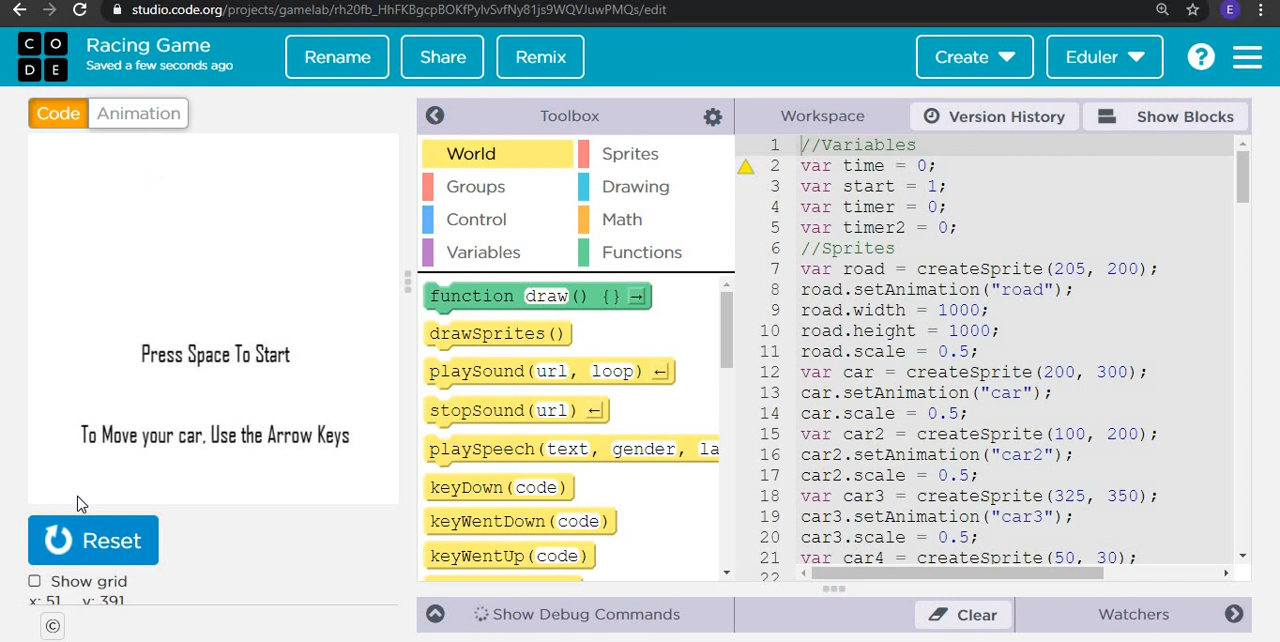 studio.code.org/projects/gamelab/rh20fb_HhFKBgcpBOKfPylvSvfNy81js9WQVJuwPMQs/edit
E
C O
D E
Racing Game
Saved a few seconds ago
Rename
Share
Remix
Create
Eduler
?
Code
Animation
Press Space To Start
To Move your car, Use the Arrow Keys
Reset
Show grid
x: 51 y: 391
©
Toolbox
World
Sprites
Groups
Drawing
Control
Math
Variables
Functions
function draw() {} →
drawSprites()
playSound(url, loop) ←
stopSound(url) ←
playSpeech(text, gender, la
keyDown(code)
keyWentDown(code)
keyWentUp(code)
Workspace
Version History
Show Blocks
1 //Variables
2 var time = 0;
3 var start = 1;
4 var timer = 0;
5 var timer2 = 0;
6 //Sprites
7 var road = createSprite(205, 200);
8 road.setAnimation("road");
9 road.width = 1000;
10 road.height = 1000;
11 road.scale = 0.5;
12 var car = createSprite(200, 300);
13 car.setAnimation("car");
14 car.scale = 0.5;
15 var car2 = createSprite(100, 200);
16 car2.setAnimation("car2");
17 car2.scale = 0.5;
18 var car3 = createSprite(325, 350);
19 car3.setAnimation("car3");
20 car3.scale = 0.5;
21 var car4 = createSprite(50, 30);
22
Show Debug Commands
Clear
Watchers